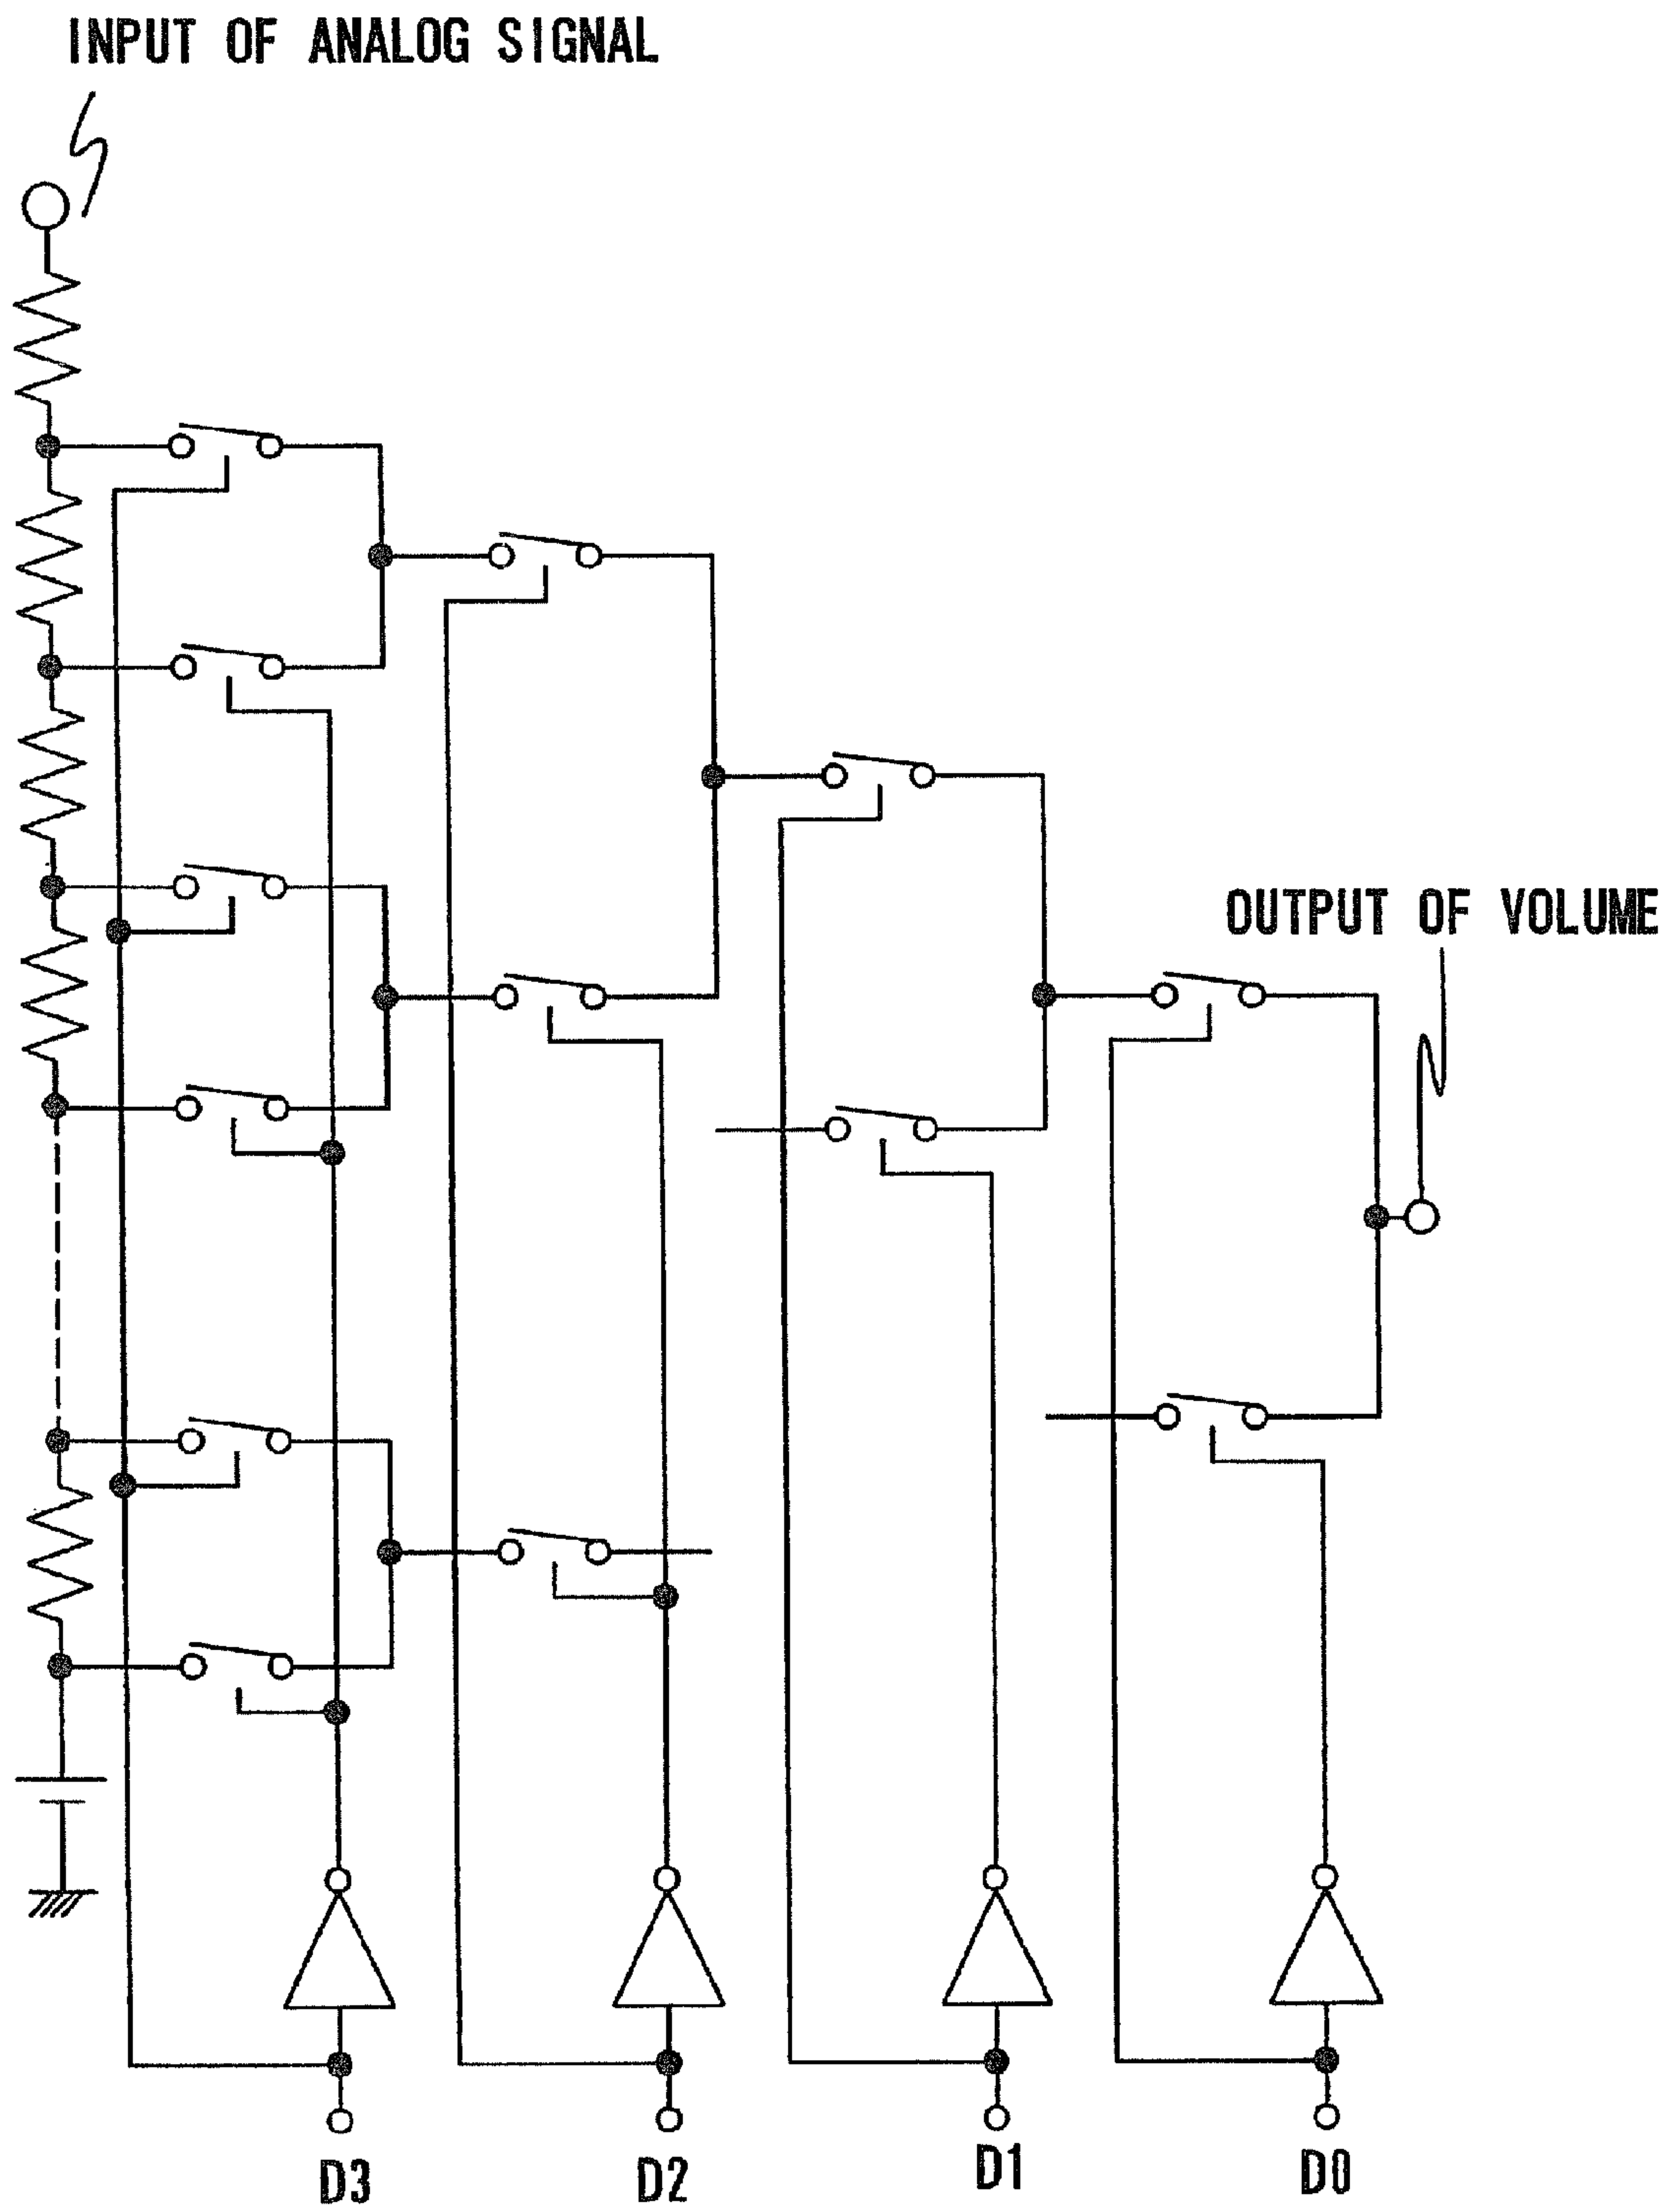 INPUT OF ANALOG SIGNAL
OUTPUT OF VOLUME
D3 D2 D1 D0